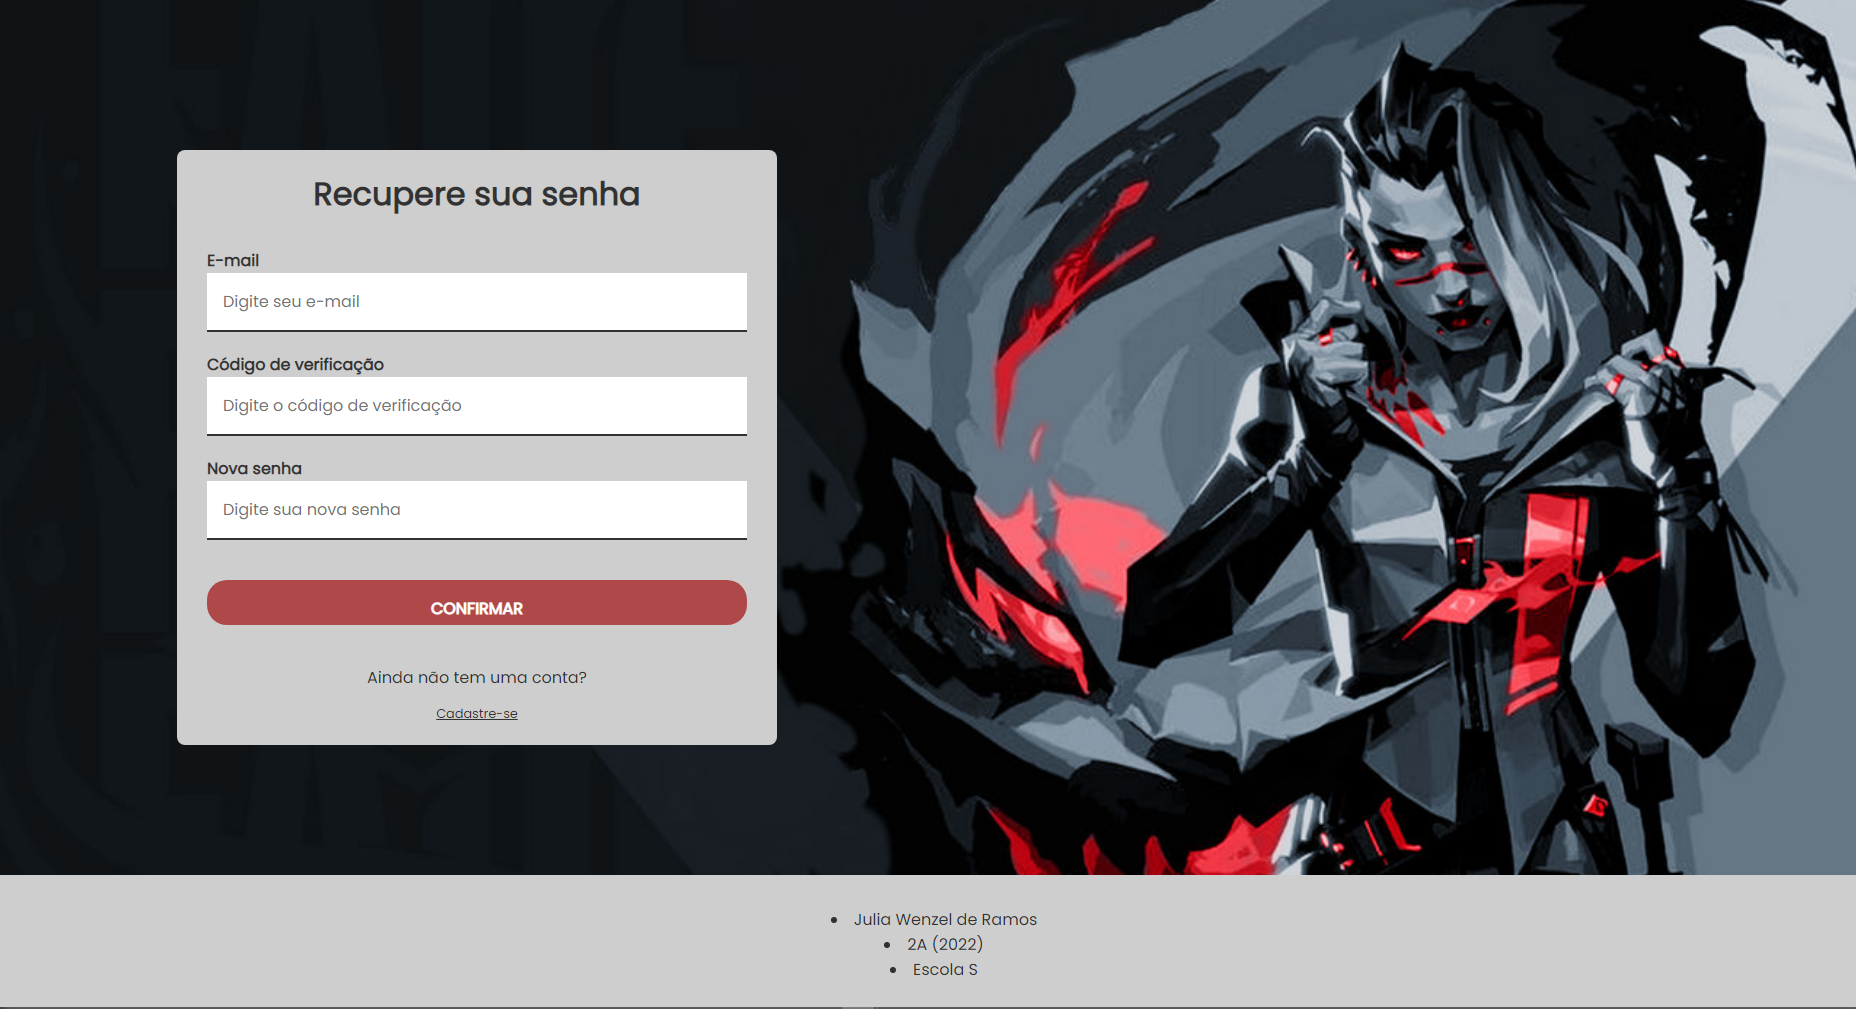 Recupere sua senha
E-mail
Digite seu e-mail
Código de verificação
Digite o código de verificação
Nova senha
Digite sua nova senha
CONFIRMAR
Ainda não tem uma conta?
Cadastre-se
Julia Wenzel de Ramos
2A (2022)
Escola S